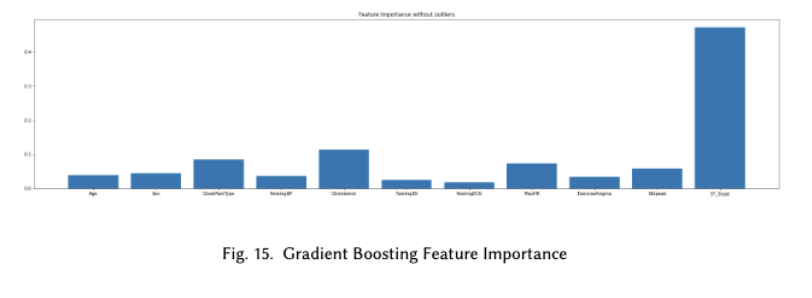 Feature importance without outliers
0.4
0.3
0.2
0.1
0.0
Age Sex ChestPainType RestingBP Cholesterol FastingBS RestingECG MaxHR ExerciseAngina Oldpeak ST_Slope
Fig. 15. Gradient Boosting Feature Importance